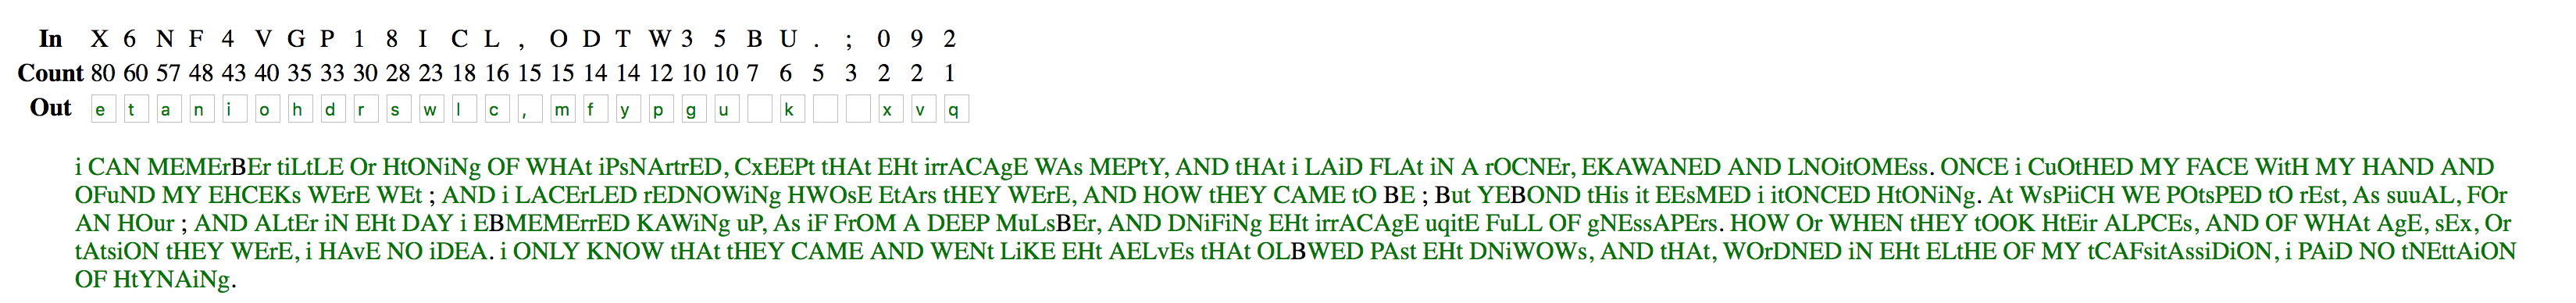 In X 6 N F 4 V G P 1 8 I C L , O D T W 3 5 B U . ; 0 9 2
Count 80 60 57 48 43 40 35 33 30 28 23 18 16 15 15 14 14 12 10 10 7 6 5 3 2 2 1
Out e t a n i o h d r s w l c , m f y p g u k x v q
i CAN MEMErBEr tiLtLE Or HtONiNg OF WHAt iPsNArtrED, CxEEPt tHAt EHt irrACAgE WAs MEPtY, AND tHAt i LAiD FLAt iN A rOCNEr, EKAWANED AND LNOitOMEss. ONCE i CuOtHED MY FACE WitH MY HAND AND
OFuND MY EHCEKs WErE WEt ; AND i LACErLED rEDNOWiNg HWOsE EtArs tHEY WErE, AND HOW tHEY CAME tO BE ; But YEBOND tHis it EEsMED i itONCED HtONiNg. At WsPiiCH WE POtsPED tO rEst, As suuAL, FOr
AN HOur ; AND ALtEr iN EHt DAY i EBMEMErrED KAWiNg uP, As iF FrOM A DEEP MuLsBEr, AND DNiFiNg EHt irrACAgE uqitE FuLL OF gNEssAPErs. HOW Or WHEN tHEY tOOK HtEir ALPCEs, AND OF WHAt AgE, sEx, Or
tAtsiON tHEY WErE, i HAvE NO iDEA. i ONLY KNOW tHAt tHEY CAME AND WENt LiKE EHt AELvEs tHAt OLBWED PAst EHt DNiWOWs, AND tHAt, WOrDNED iN EHt ELtHE OF MY tCAFsitAssiDiON, i PAiD NO tNEttAiON
OF HtYNAiNg.